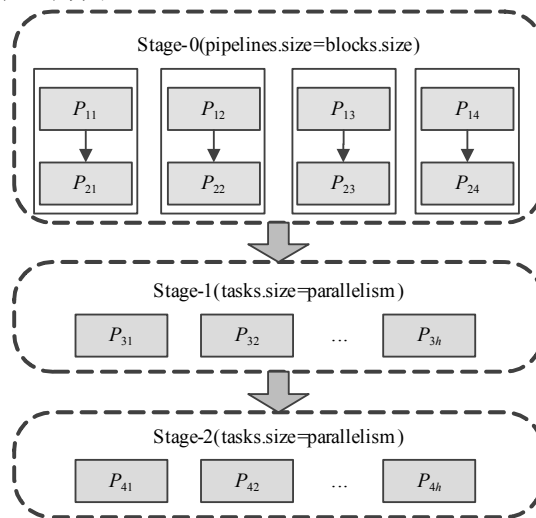 Stage-0(pipelines.size=blocks.size)
P11 P12 P13 P14
P21 P22 P23 P24
Stage-1(tasks.size=parallelism)
P31 P32 … P3h
Stage-2(tasks.size=parallelism)
P41 P42 … P4h